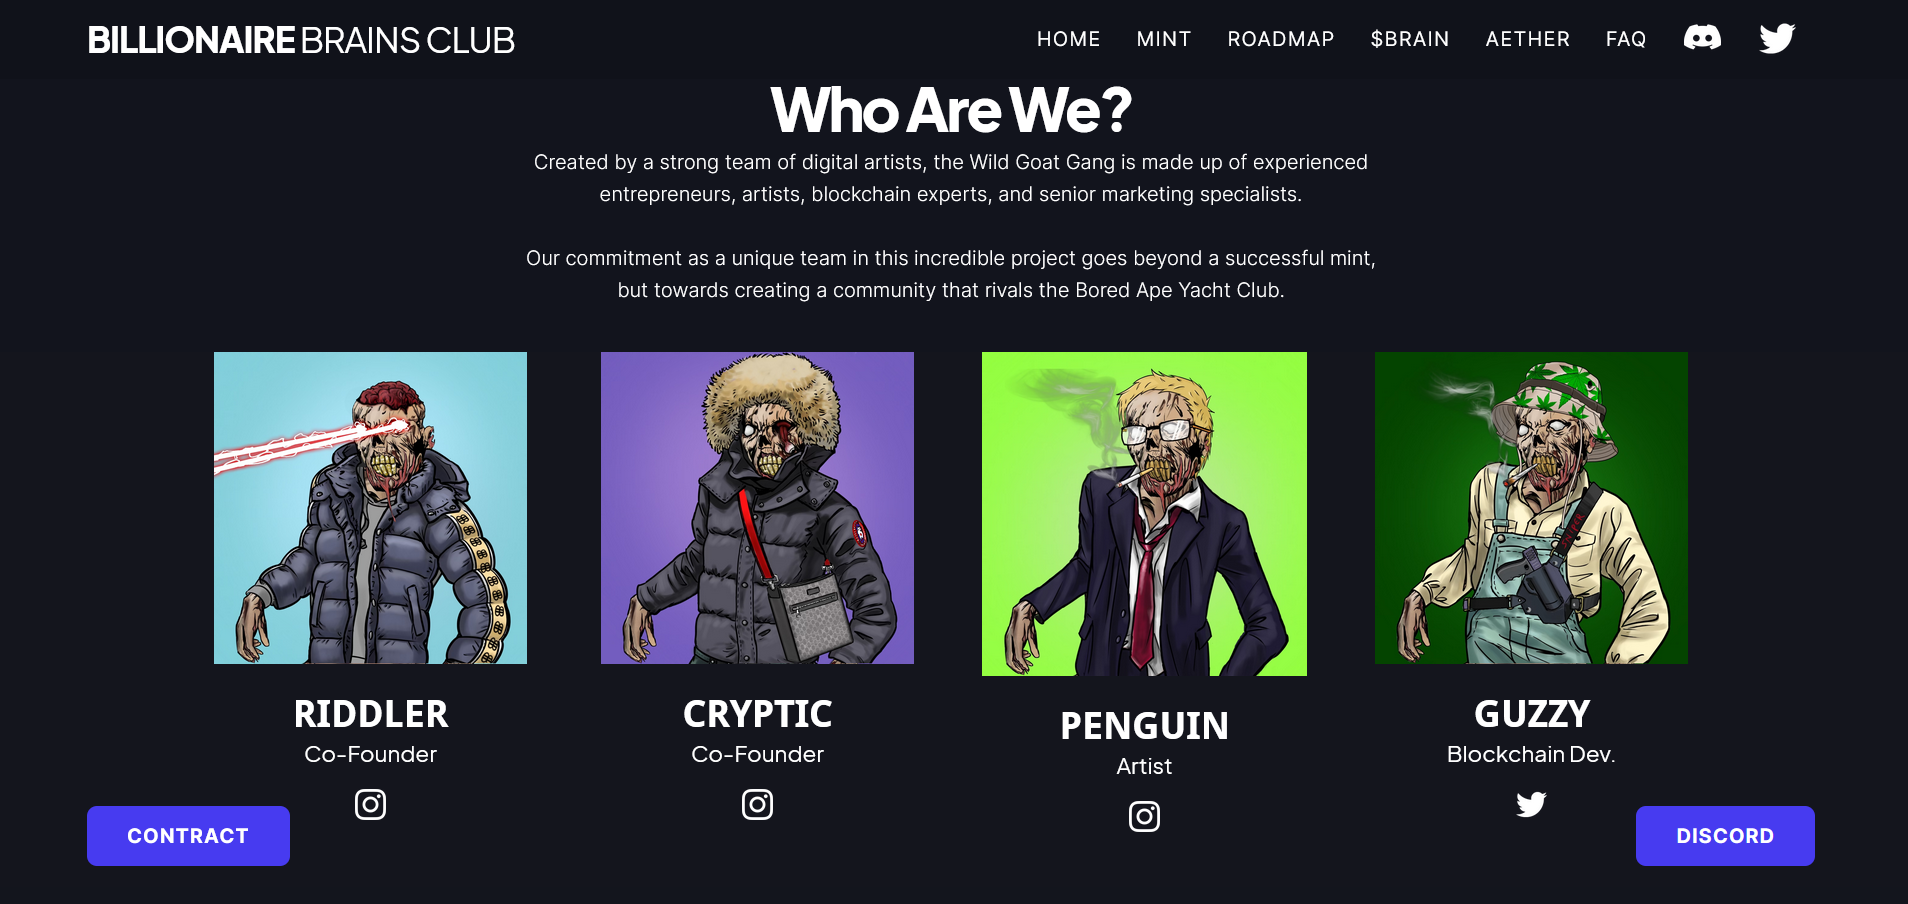 BILLIONAIRE BRAINS CLUB
HOME MINT ROADMAP $BRAIN AETHER FAQ
Who Are We?
Created by a strong team of digital artists, the Wild Goat Gang is made up of experienced
entrepreneurs, artists, blockchain experts, and senior marketing specialists.
Our commitment as a unique team in this incredible project goes beyond a successful mint,
but towards creating a community that rivals the Bored Ape Yacht Club.
RIDDLER
Co-Founder
CRYPTIC
Co-Founder
PENGUIN
Artist
GUZZY
Blockchain Dev.
CONTRACT
DISCORD